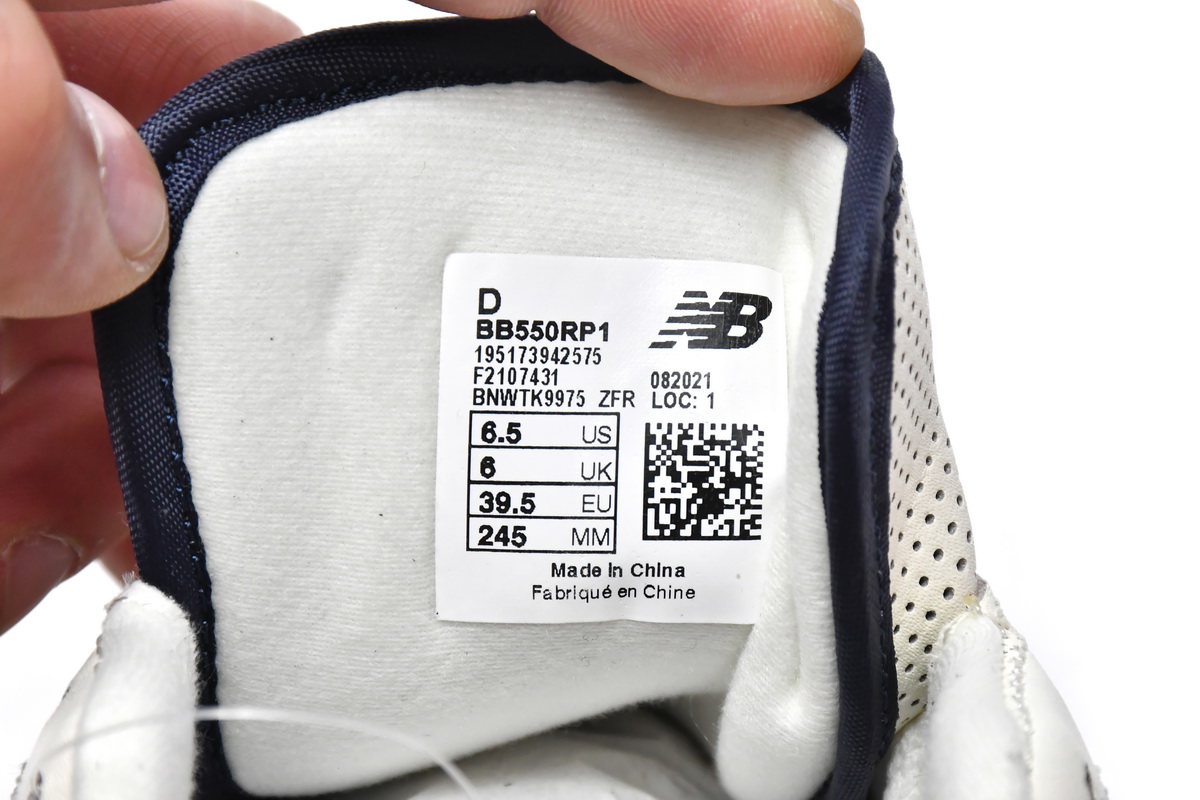 D
BB550RP1
NB
195173942575
F2107431
082021
BNWTK9975 ZFR LOC: 1
6.5 US
6 UK
39.5 EU
245 MM
Made In China
Fabriqué en Chine